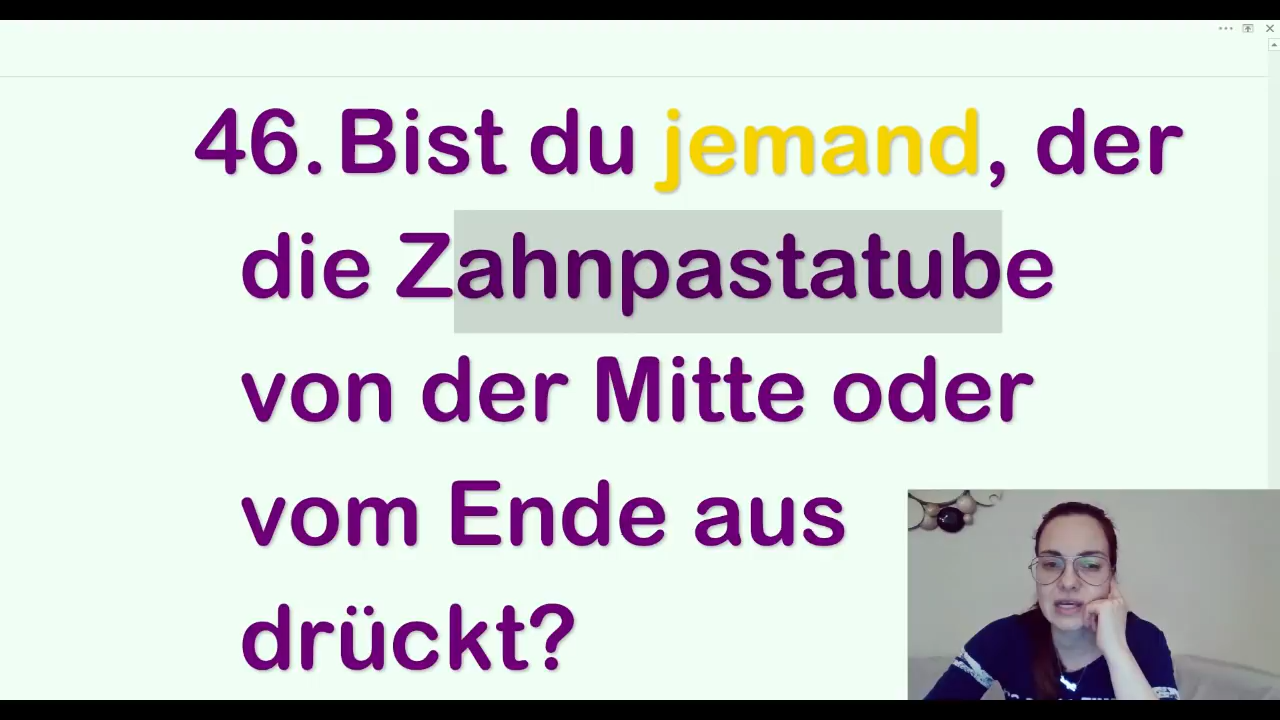 46. Bist du jemand, der
die Zahnpastatube
von der Mitte oder
vom Ende aus
drückt?